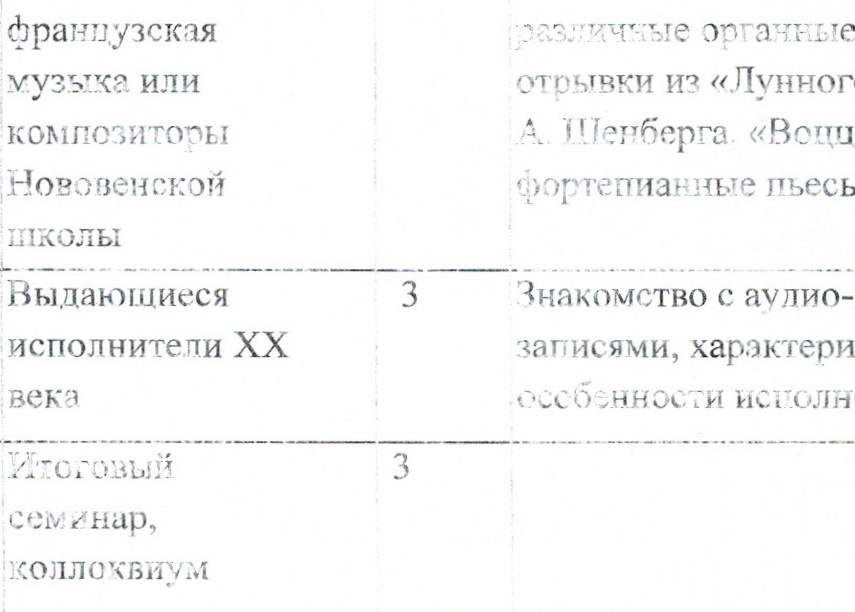 французская
музыка или
композиторы
Нововенской
школы
различные органные
отрывки из «Лунног
А. Шенберга. «Воцц
фортепианные пьесы
Выдающиеся
исполнители XX
века
3
Знакомство с аудио-
записями, характери
особенности исполн
Итоговый
семинар,
коллоквиум
3